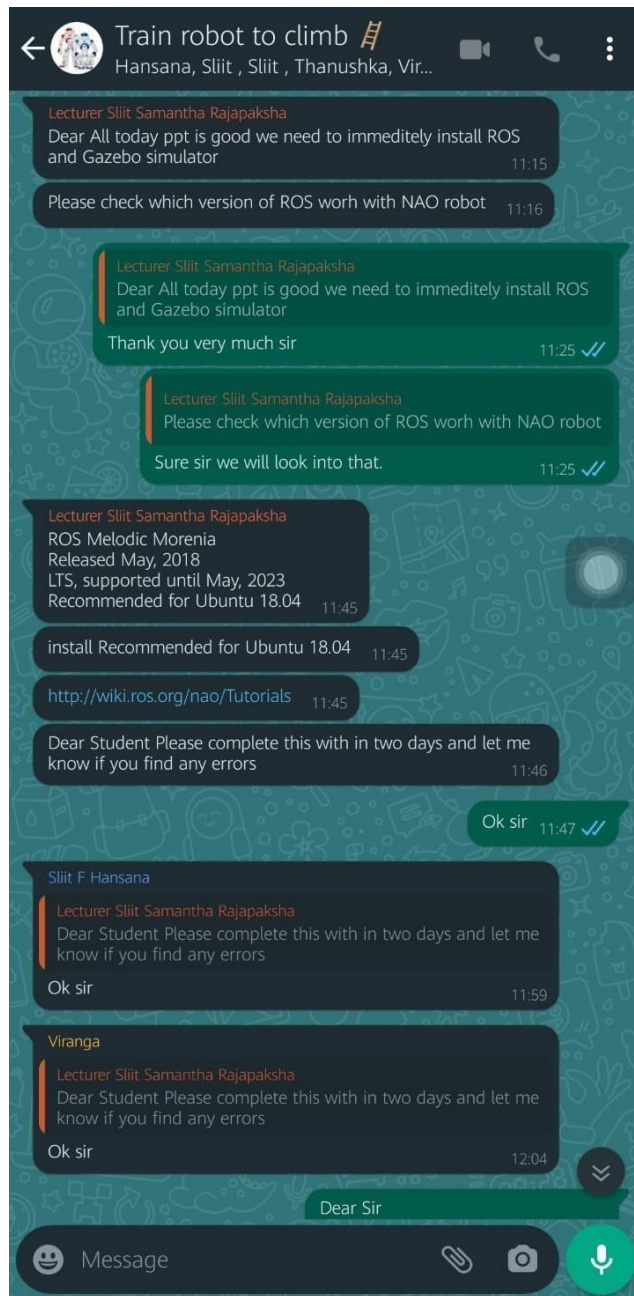 Train robot to climb
Hansana, Sliit , Sliit , Thanushka, Vir...
Lecturer Sliit Samantha Rajapaksha
Dear All today ppt is good we need to immeditely install ROS
and Gazebo simulator
11:15
Please check which version of ROS worh with NAO robot 11:16
Lecturer Sliit Samantha Rajapaksha
Dear All today ppt is good we need to immeditely install ROS
and Gazebo simulator
Thank you very much sir
11:25
Lecturer Sliit Samantha Rajapaksha
Please check which version of ROS worh with NAO robot
Sure sir we will look into that.
11:25
Lecturer Sliit Samantha Rajapaksha
ROS Melodic Morenia
Released May, 2018
LTS, supported until May, 2023
Recommended for Ubuntu 18.04 11:45
install Recommended for Ubuntu 18.04 11:45
http://wiki.ros.org/nao/Tutorials 11:45
Dear Student Please complete this with in two days and let me
know if you find any errors
11:46
Ok sir 11:47
Sliit F Hansana
Lecturer Sliit Samantha Rajapaksha
Dear Student Please complete this with in two days and let me
know if you find any errors
Ok sir
11:59
Viranga
Lecturer Sliit Samantha Rajapaksha
Dear Student Please complete this with in two days and let me
know if you find any errors
Ok sir
12:04
Dear Sir
Message